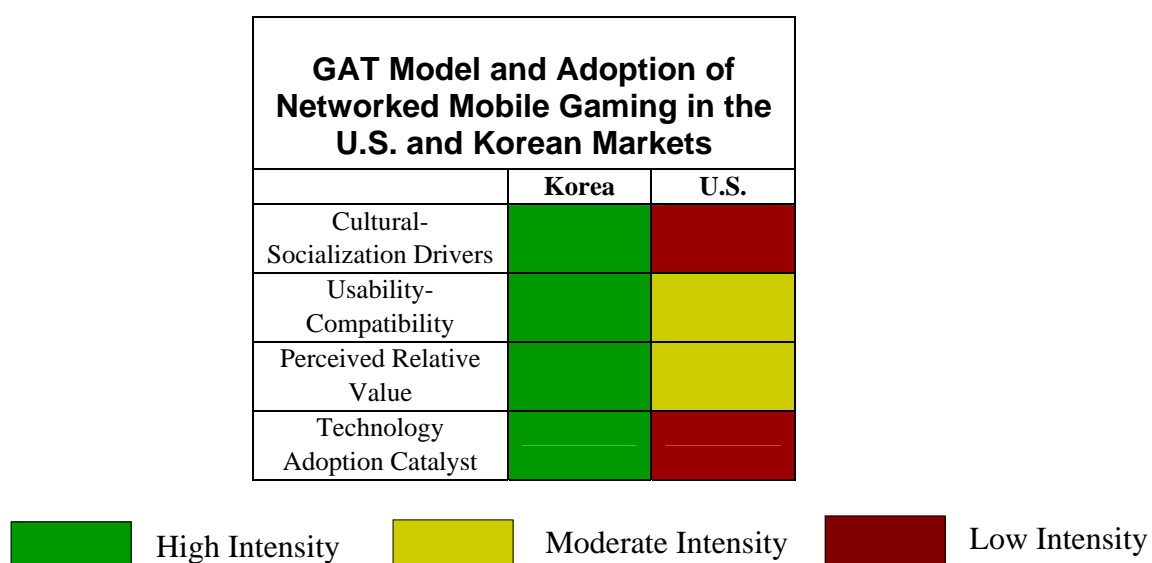 GAT Model and Adoption of
Networked Mobile Gaming in the
U.S. and Korean Markets
Korea U.S.
Cultural-
Socialization Drivers
Usability-
Compatibility
Perceived Relative
Value
Technology
Adoption Catalyst
High Intensity Moderate Intensity Low Intensity